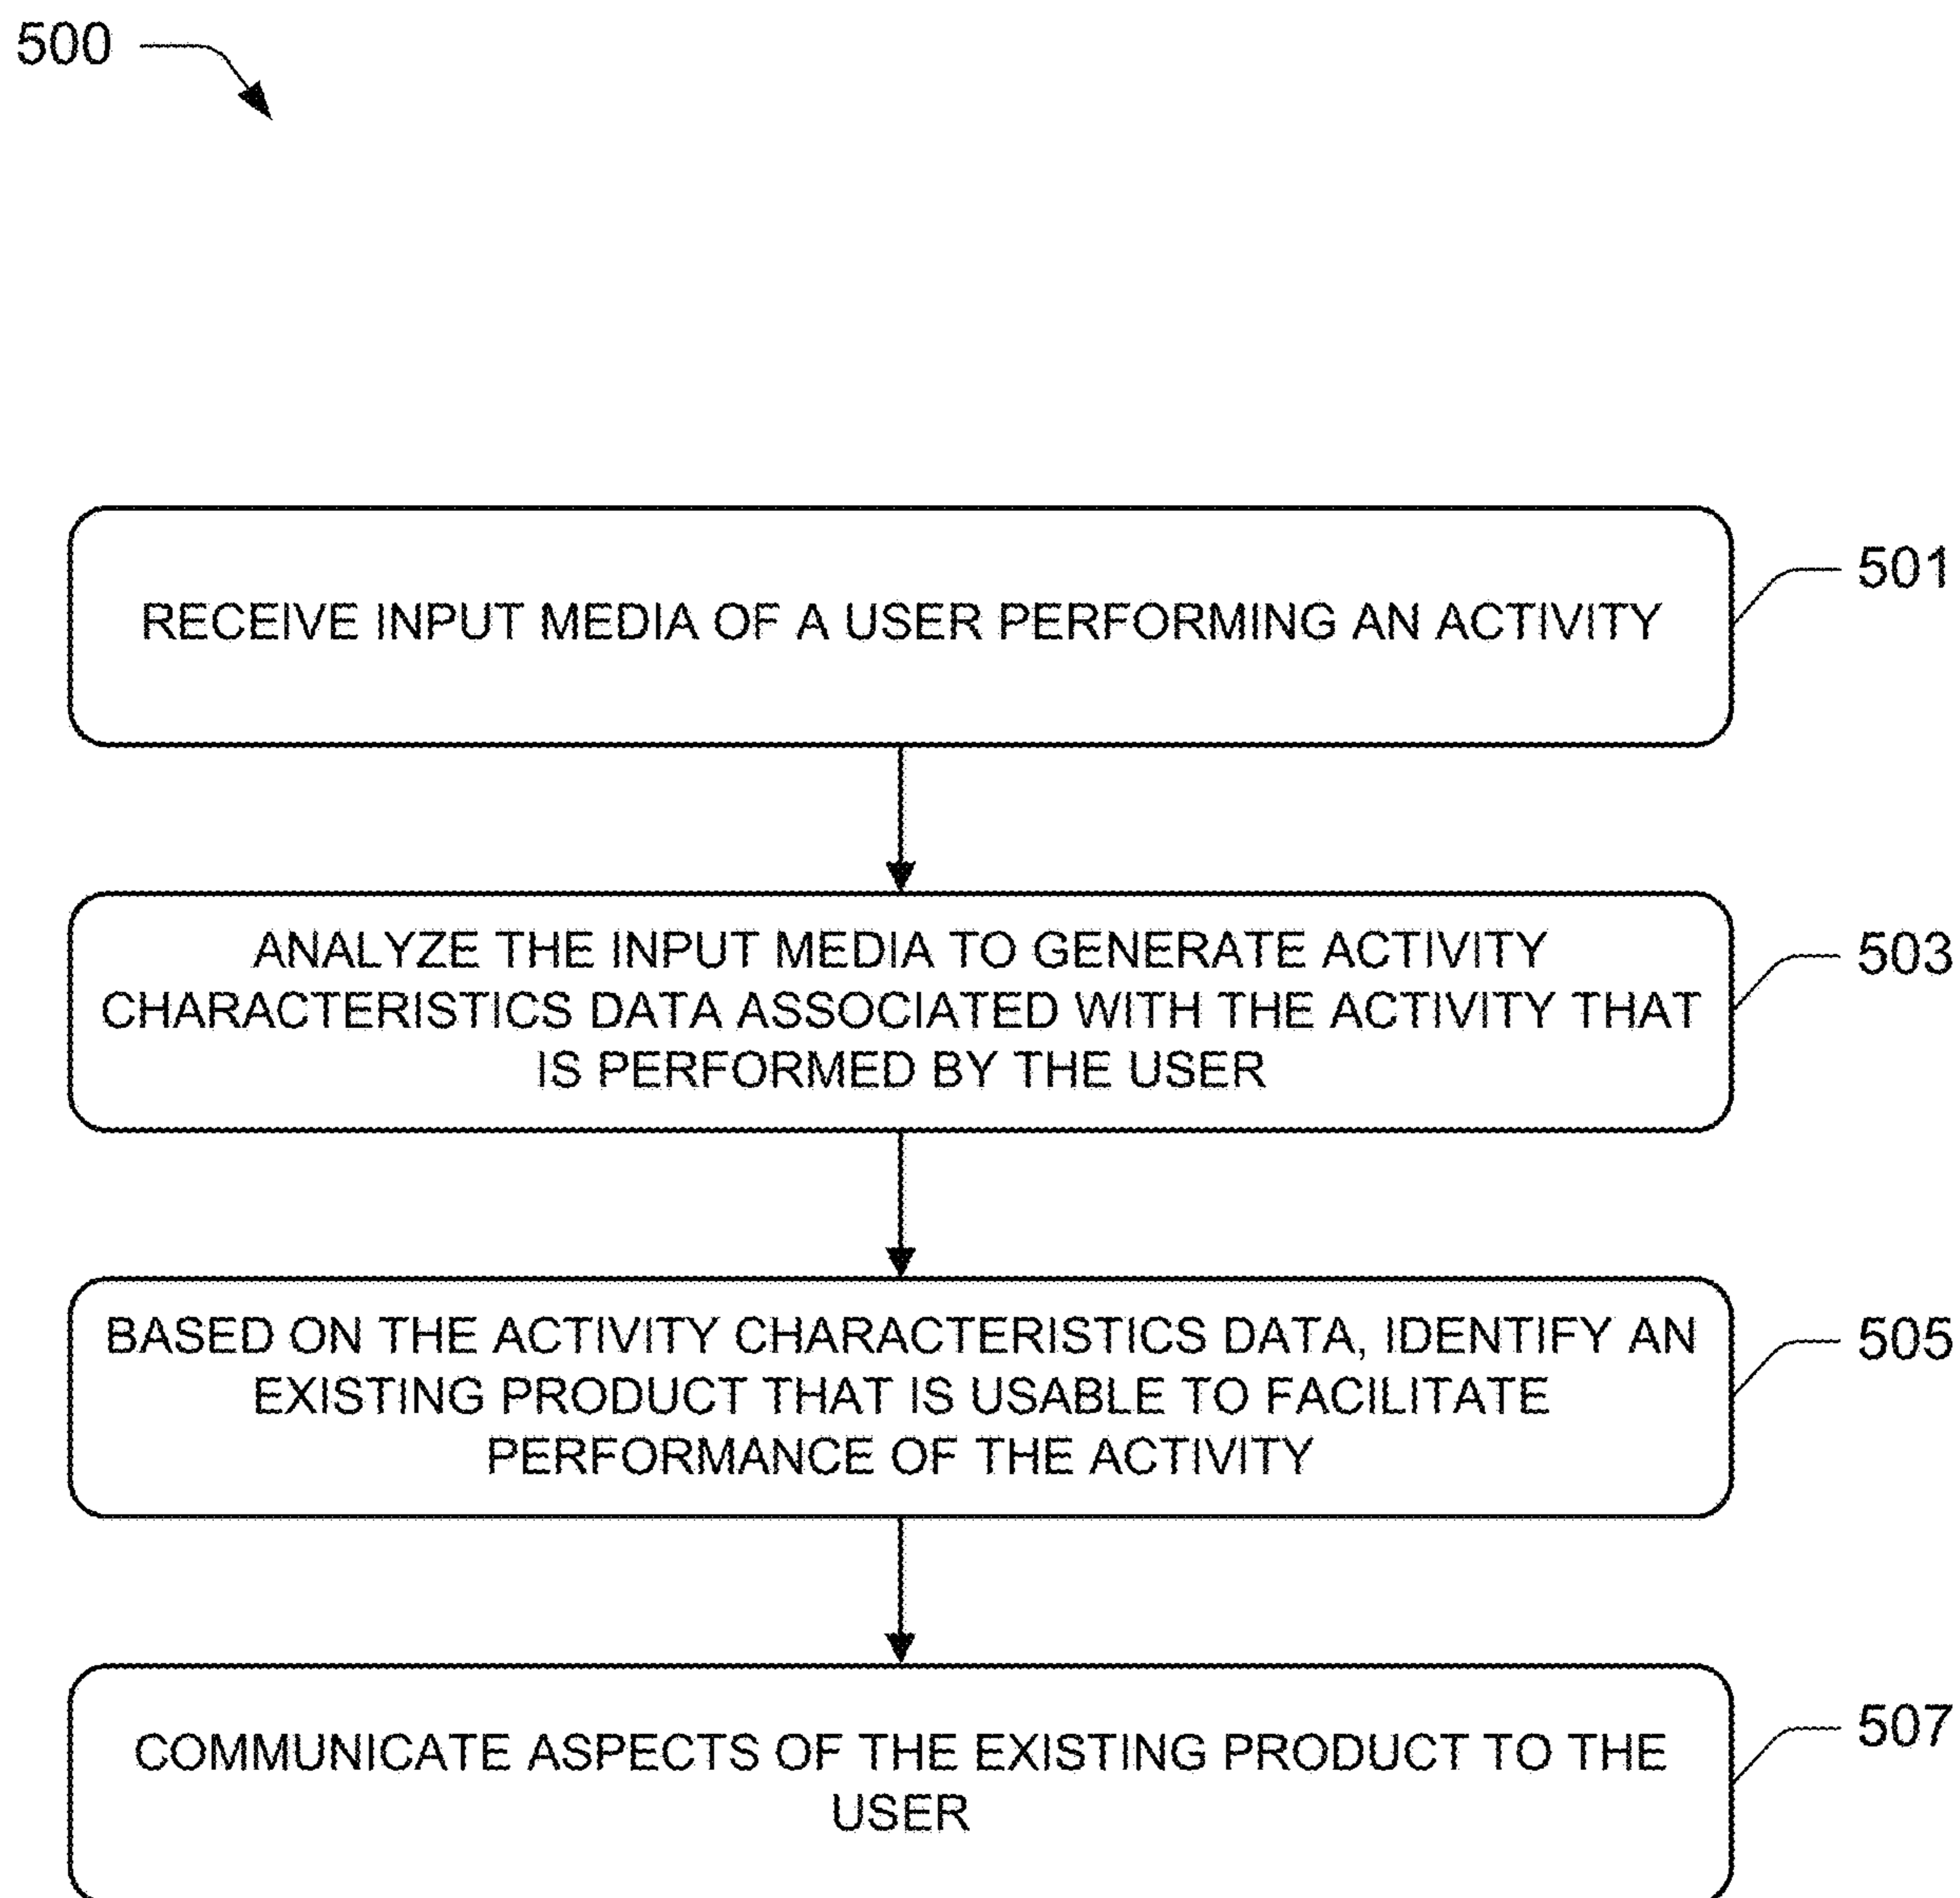 500
RECEIVE INPUT MEDIA OF A USER PERFORMING AN ACTIVITY
501
ANALYZE THE INPUT MEDIA TO GENERATE ACTIVITY
CHARACTERISTICS DATA ASSOCIATED WITH THE ACTIVITY THAT
IS PERFORMED BY THE USER
503
BASED ON THE ACTIVITY CHARACTERISTICS DATA, IDENTIFY AN
EXISTING PRODUCT THAT IS USABLE TO FACILITATE
PERFORMANCE OF THE ACTIVITY
505
COMMUNICATE ASPECTS OF THE EXISTING PRODUCT TO THE
USER
507